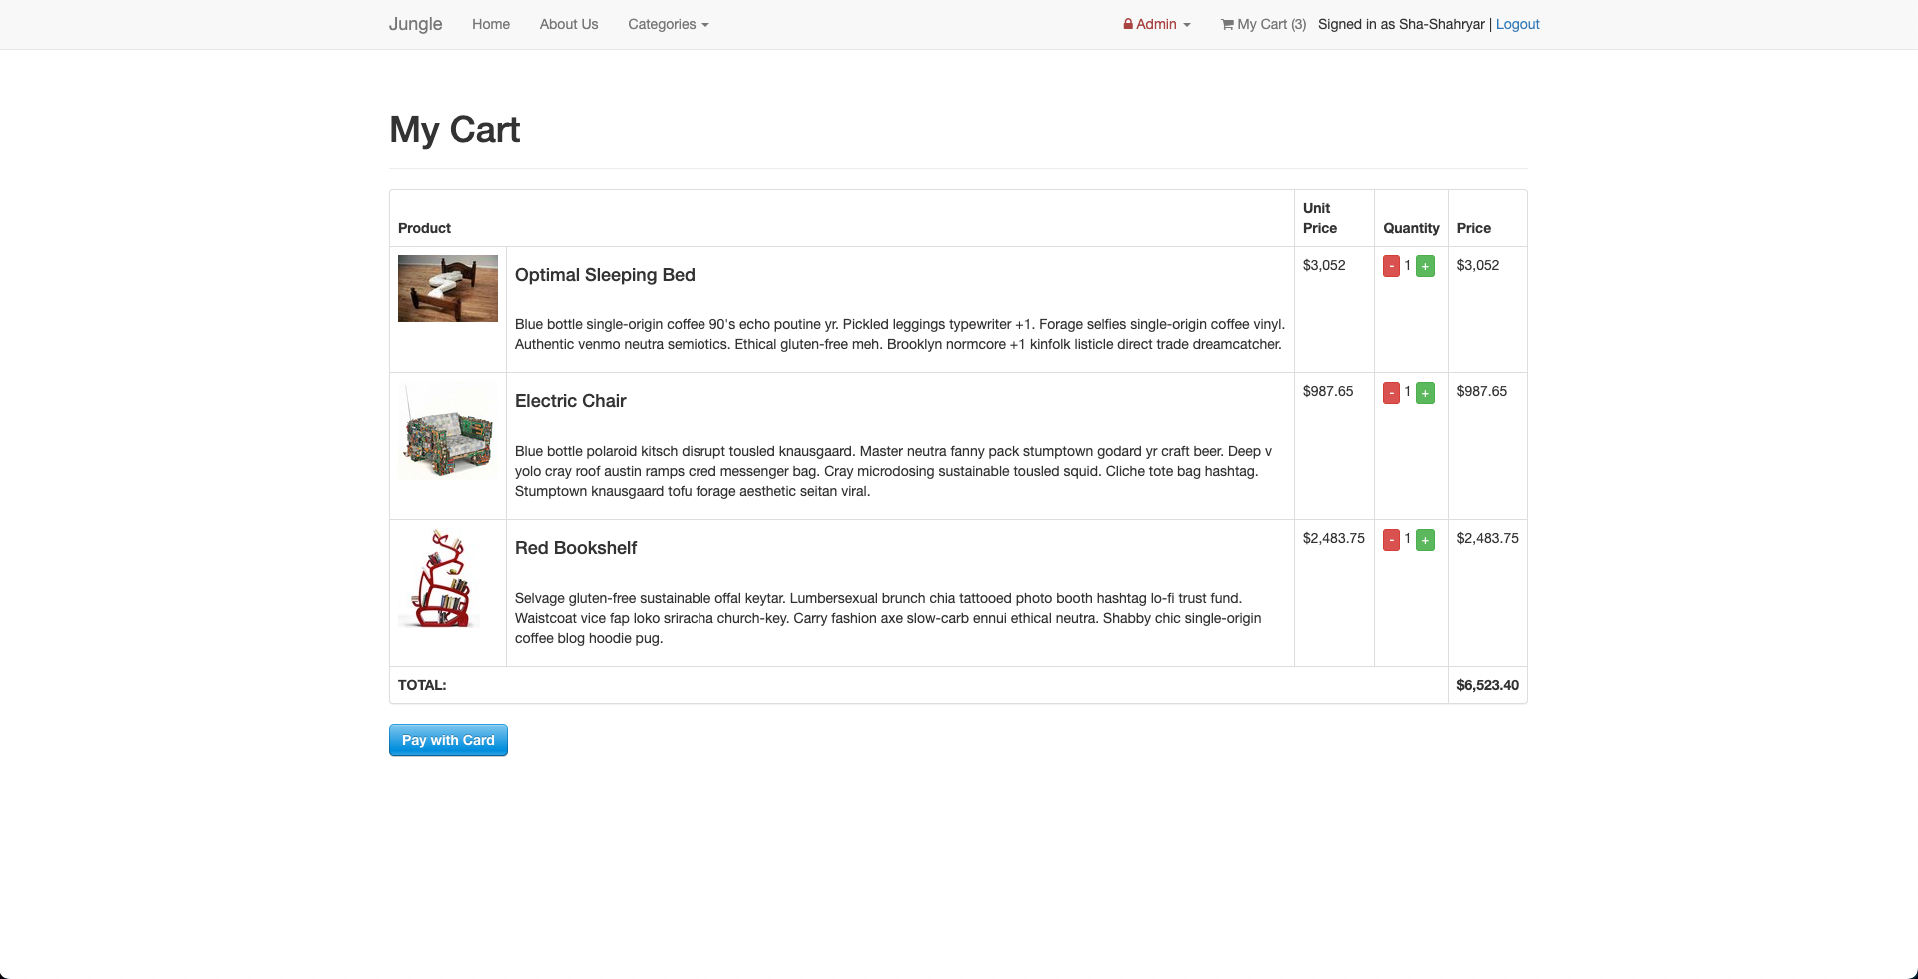 Jungle Home About Us Categories Admin My Cart (3) Signed in as Sha-Shahryar | Logout
My Cart
Product Unit Price Quantity Price
Optimal Sleeping Bed $3,052 - 1 + $3,052
Blue bottle single-origin coffee 90's echo poutine yr. Pickled leggings typewriter +1. Forage selfies single-origin coffee vinyl.
Authentic venmo neutra semiotics. Ethical gluten-free meh. Brooklyn normcore +1 kinfolk listicle direct trade dreamcatcher.
Electric Chair $987.65 - 1 + $987.65
Blue bottle polaroid kitsch disrupt tousled knausgaard. Master neutra fanny pack stumptown godard yr craft beer. Deep v
yolo cray roof austin ramps cred messenger bag. Cray microdosing sustainable tousled squid. Cliche tote bag hashtag.
Stumptown knausgaard tofu forage aesthetic seitan viral.
Red Bookshelf $2,483.75 - 1 + $2,483.75
Selvage gluten-free sustainable offal keytar. Lumbersexual brunch chia tattooed photo booth hashtag lo-fi trust fund.
Waistcoat vice fap loko sriracha church-key. Carry fashion axe slow-carb ennui ethical neutra. Shabby chic single-origin
coffee blog hoodie pug.
TOTAL: $6,523.40
Pay with Card